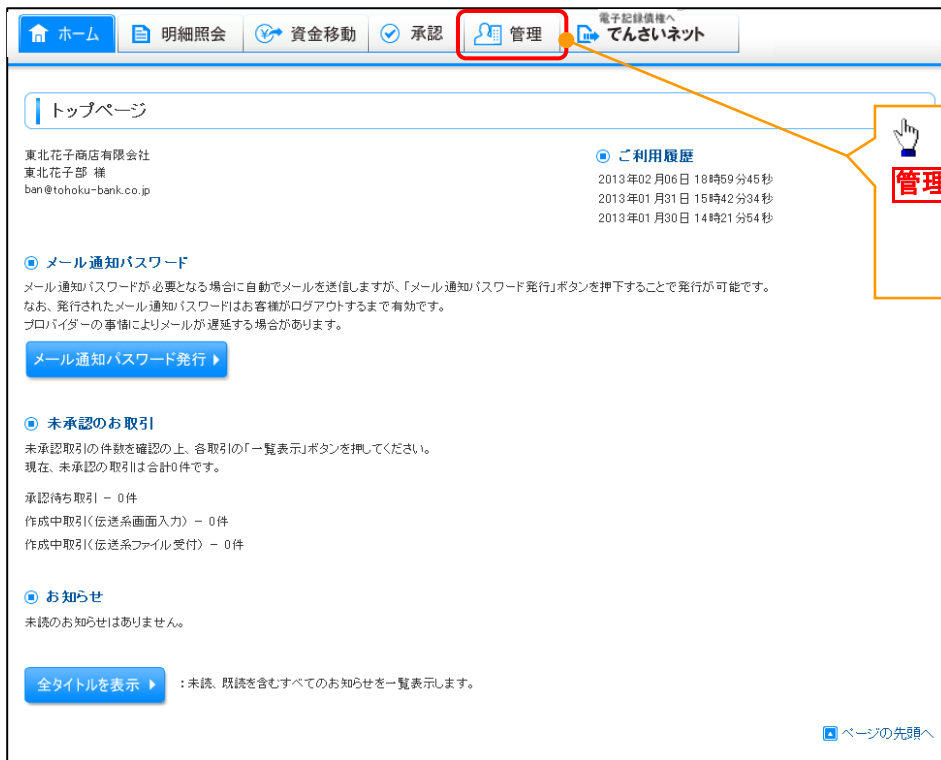 ホーム 明細照会 資金移動 承認 管理 電子記録債権へ
でんさいネット
トップページ
東北花子商店有限会社
東北花子部 様
ban@tohoku-bank.co.jp
ご利用履歴
2013年02月06日 18時59分45秒
2013年01月31日 15時42分34秒
2013年01月30日 14時21分54秒
管理
メール通知パスワード
メール通知パスワードが必要となる場合に自動でメールを送信しますが、「メール通知パスワード発行」ボタンを押下することで発行が可能です。
なお、発行されたメール通知パスワードはお客様がログアウトするまで有効です。
プロバイダーの事情によりメールが遅延する場合があります。
メール通知パスワード発行
未承認のお取引
未承認取引の件数を確認の上、各取引の「一覧表示」ボタンを押してください。
現在、未承認の取引は合計0件です。
承認待ち取引 － 0件
作成中取引(伝送系画面入力) － 0件
作成中取引(伝送系ファイル受付) － 0件
お知らせ
未読のお知らせはありません。
全タイトルを表示 ：未読、既読を含むすべてのお知らせを一覧表示します。
ページの先頭へ